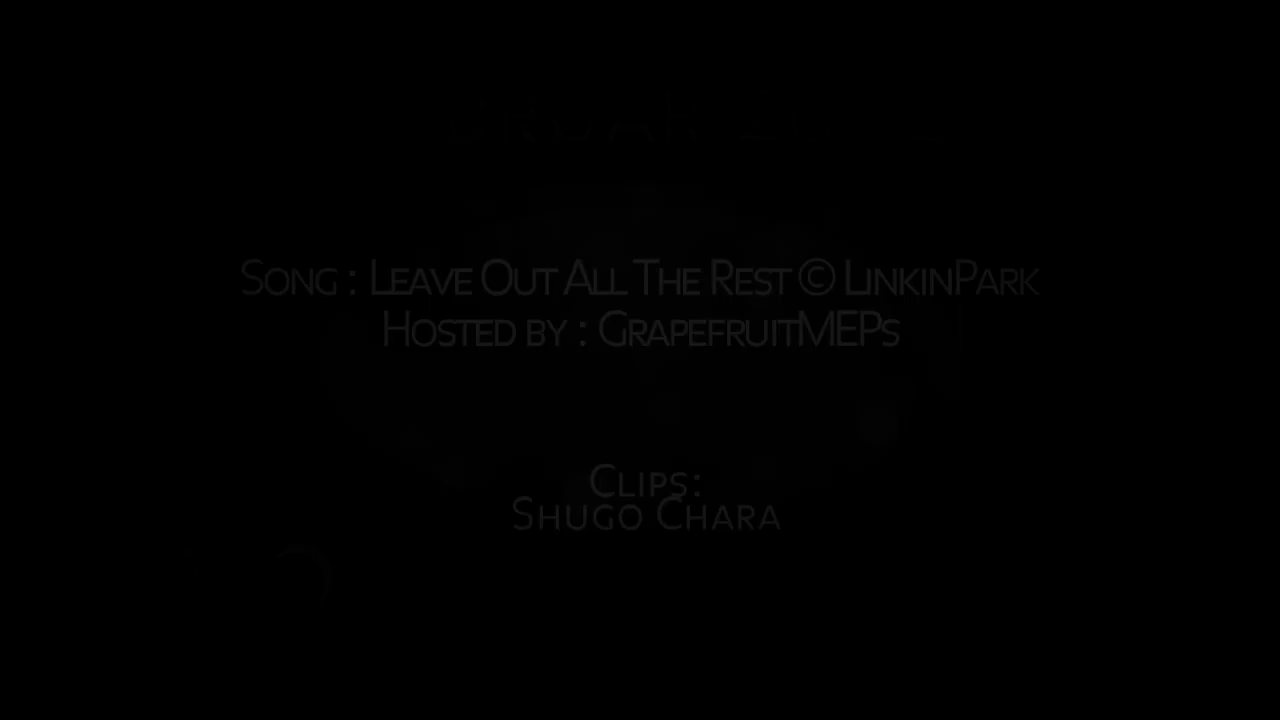 Song : Leave Out All The Rest © LinkinPark
Hosted by : GrapefruitMEPs
Clips:
Shugo Chara